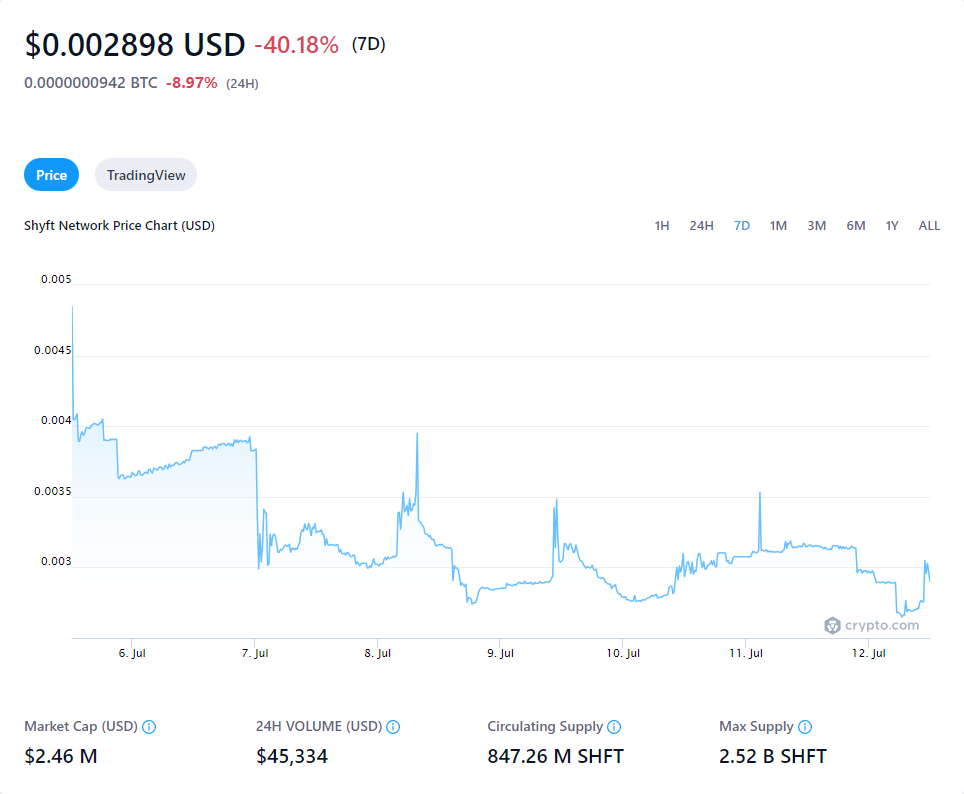 $0.002898 USD -40.18% (7D)
0.0000000942 BTC -8.97% (24H)
Price TradingView
Shyft Network Price Chart (USD) 1H 24H 7D 1M 3M 6M 1Y ALL
0.005
0.0045
0.004
0.0035
0.003
crypto.com
6. Jul 7. Jul 8. Jul 9. Jul 10. Jul 11. Jul 12. Jul
Market Cap (USD) 24H VOLUME (USD) Circulating Supply Max Supply
$2.46 M $45,334 847.26 M SHFT 2.52 B SHFT